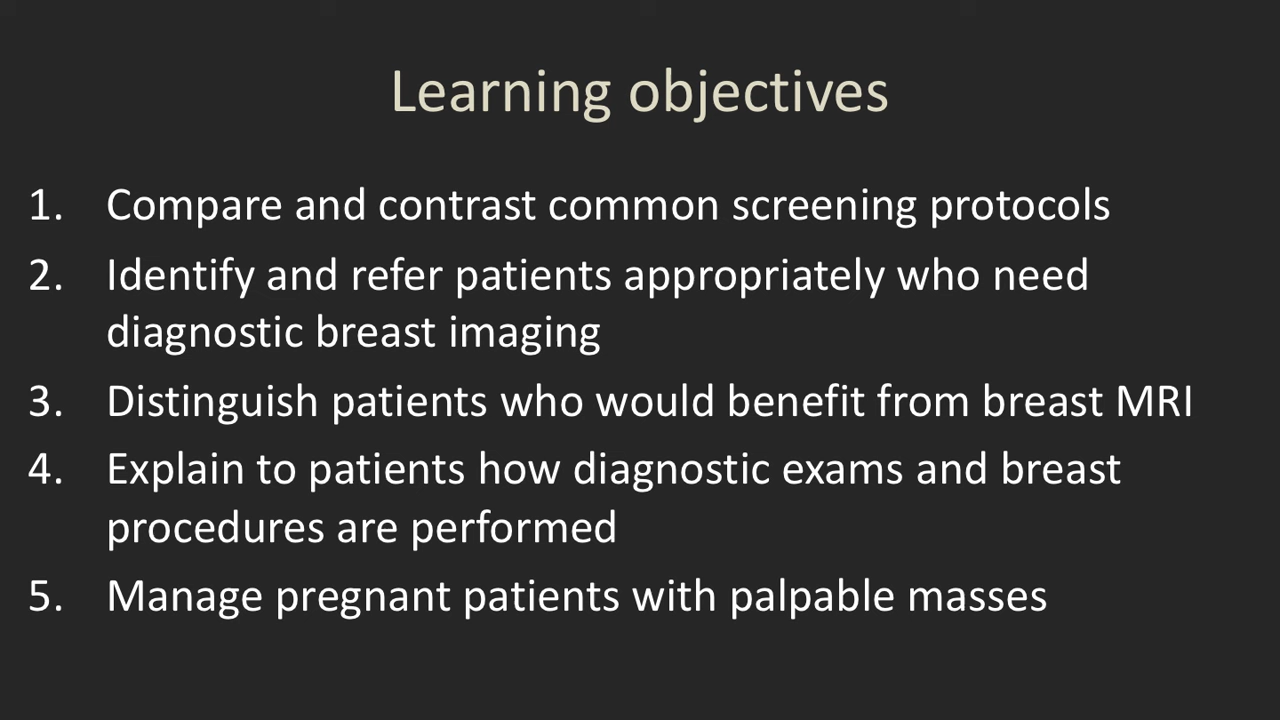 Learning objectives
1. Compare and contrast common screening protocols
2. Identify and refer patients appropriately who need
diagnostic breast imaging
3. Distinguish patients who would benefit from breast MRI
4. Explain to patients how diagnostic exams and breast
procedures are performed
5. Manage pregnant patients with palpable masses